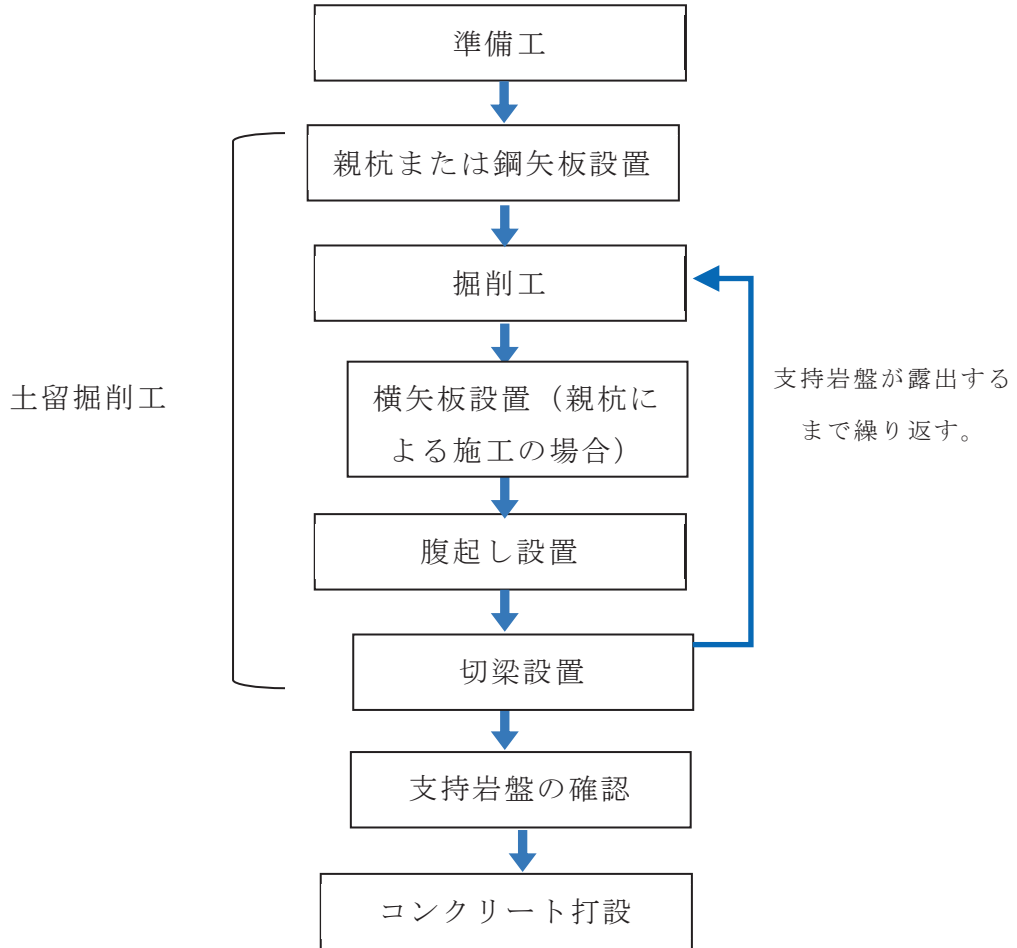 準備工
親杭または鋼矢板設置
掘削工
土留掘削工
横矢板設置（親杭に
よる施工の場合）
支持岩盤が露出する
まで繰り返す。
腹起し設置
切梁設置
支持岩盤の確認
コンクリート打設